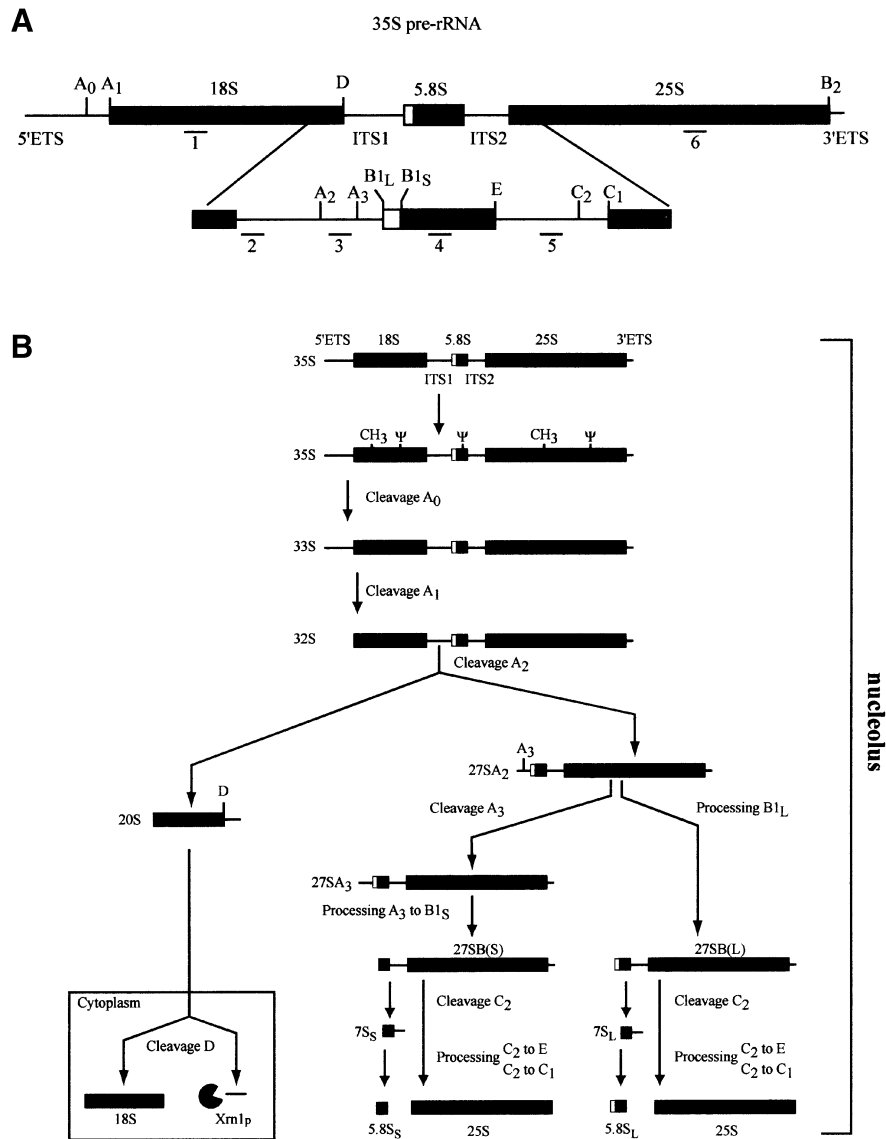 A
35S pre-rRNA
A0 A1 18S D 5.8S 25S B2
5'ETS 1 ITS1 ITS2 6 3'ETS
A2 A3 B1L B1S E C2 C1
2 3 4 5
B
5'ETS 18S 5.8S 25S 3'ETS
35S
ITS1 ITS2
CH3 Ψ Ψ CH3 Ψ
35S
Cleavage A0
33S
Cleavage A1
32S
Cleavage A2
nucleolus
A3
27SA2
Cleavage A3 Processing B1L
D
20S
27SA3
Processing A3 to B1S
27SB(S) 27SB(L)
Cytoplasm
Cleavage C2 Cleavage C2
7SS 7SL
Cleavage D
Processing C2 to E Processing C2 to E
C2 to C1 C2 to C1
18S Xrn1p
5.8SS 25S 5.8SL 25S